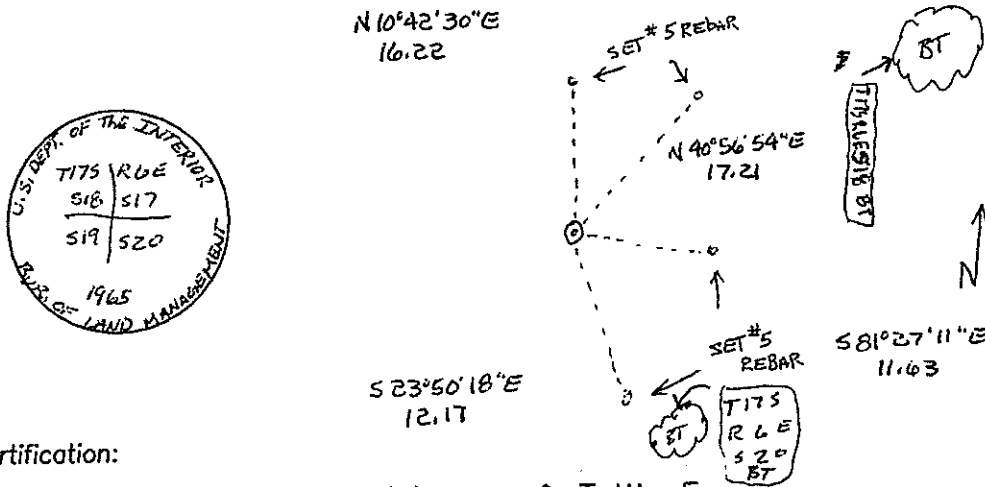 N 10°42'30"E
16.22
SET #5 REBAR
BT
U.S. DEPT. OF THE INTERIOR
T17S R6E
S18 S17
S19 S20
1965
BUR. OF LAND MANAGEMENT
N 40°56'54"E
17.21
N
S 81°27'11"E
11.63
SET #5
REBAR
S 23°50'18"E
12.17
BT
T17S
R6E
S20
BT
rtification: